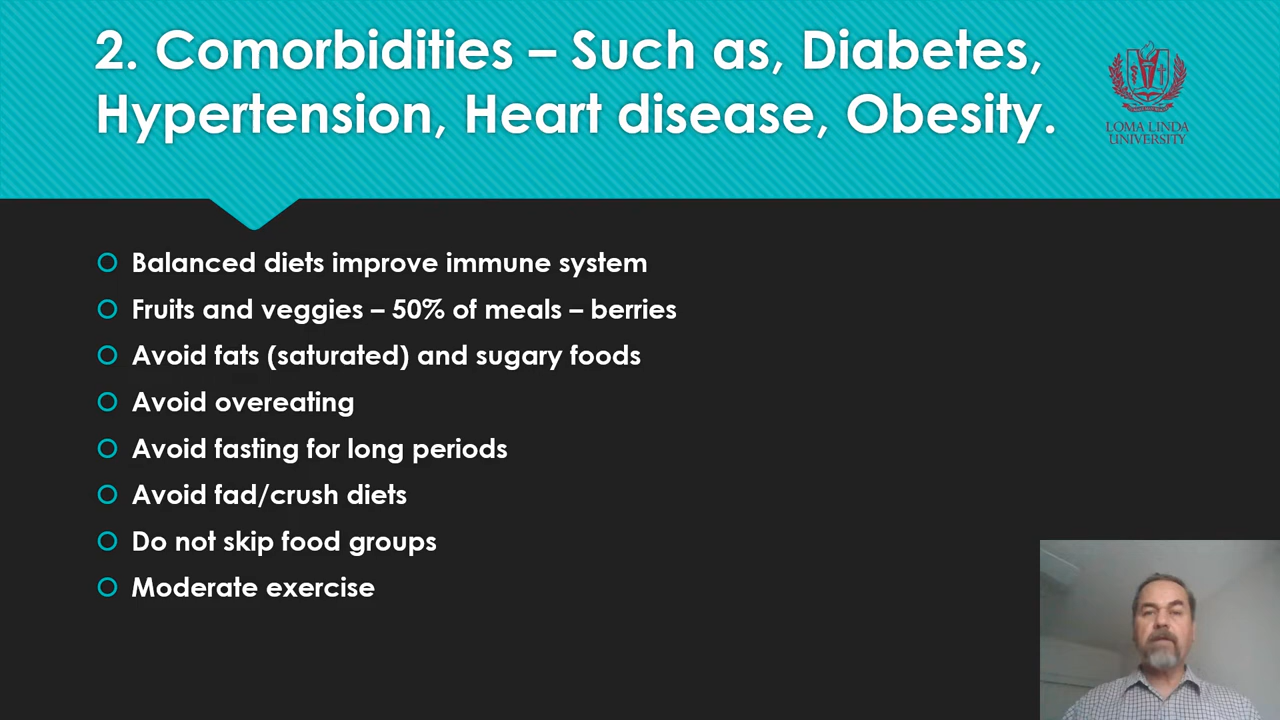 2. Comorbidities – Such as, Diabetes,
Hypertension, Heart disease, Obesity.
LOMA LINDA
UNIVERSITY
Balanced diets improve immune system
Fruits and veggies – 50% of meals – berries
Avoid fats (saturated) and sugary foods
Avoid overeating
Avoid fasting for long periods
Avoid fad/crush diets
Do not skip food groups
Moderate exercise